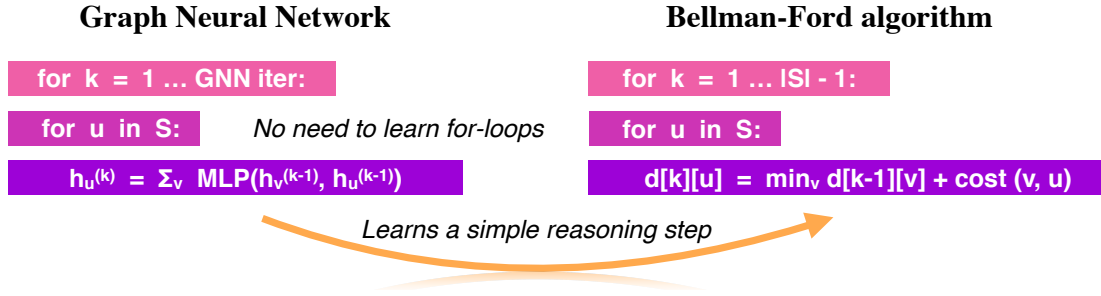 Graph Neural Network
for k = 1 ... GNN iter:
for u in S:
No need to learn for-loops
hᵤ⁽ᵏ⁾ = Σᵥ MLP(hᵥ⁽ᵏ⁻¹⁾, hᵤ⁽ᵏ⁻¹⁾)
Bellman-Ford algorithm
for k = 1 ... |S| - 1:
for u in S:
d[k][u] = minᵥ d[k-1][v] + cost (v, u)
Learns a simple reasoning step